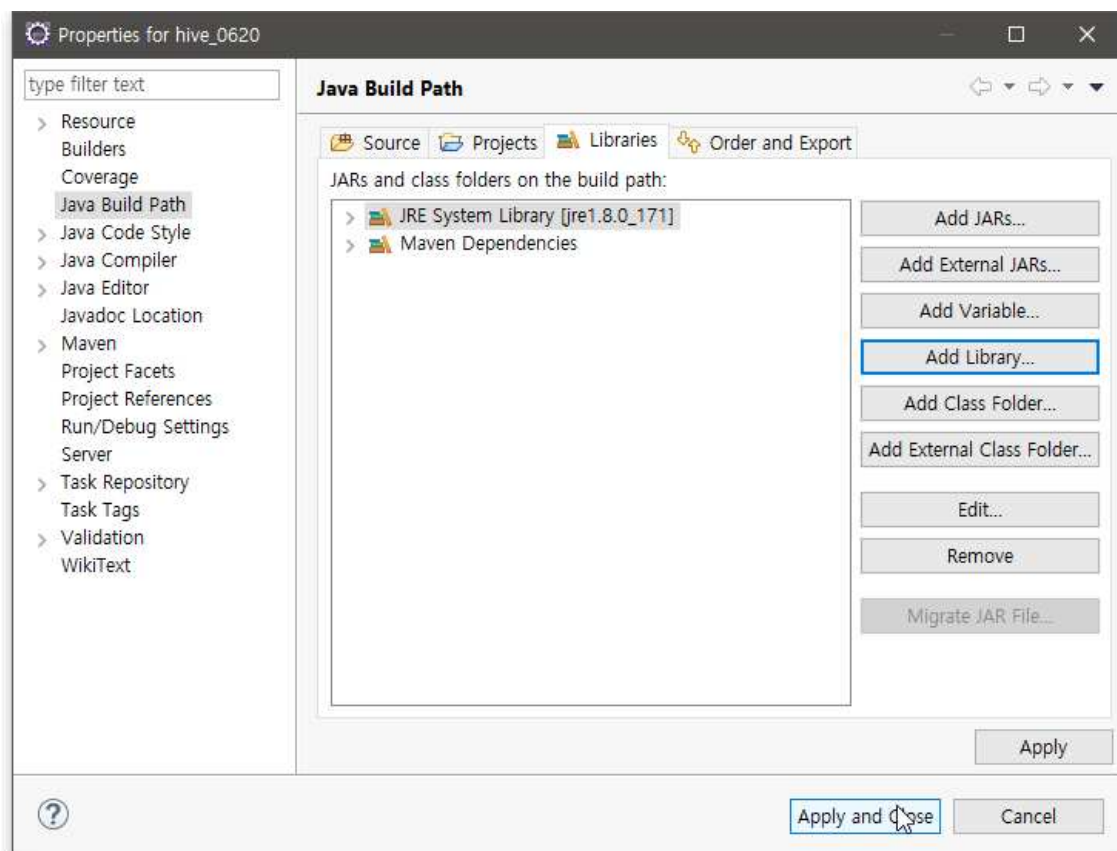 Properties for hive_0620
type filter text
Resource
Builders
Coverage
Java Build Path
Java Code Style
Java Compiler
Java Editor
Javadoc Location
Maven
Project Facets
Project References
Run/Debug Settings
Server
Task Repository
Task Tags
Validation
WikiText
Java Build Path
Source
Projects
Libraries
Order and Export
JARs and class folders on the build path:
JRE System Library [jre1.8.0_171]
Maven Dependencies
Add JARs...
Add External JARs...
Add Variable...
Add Library...
Add Class Folder...
Add External Class Folder...
Edit...
Remove
Migrate JAR File...
Apply
?
Apply and Close
Cancel